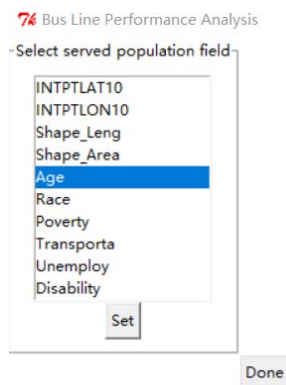 Bus Line Performance Analysis
Select served population field
INTPTLAT10
INTPTLON10
Shape_Leng
Shape_Area
Age
Race
Poverty
Transporta
Unemploy
Disability
Set
Done